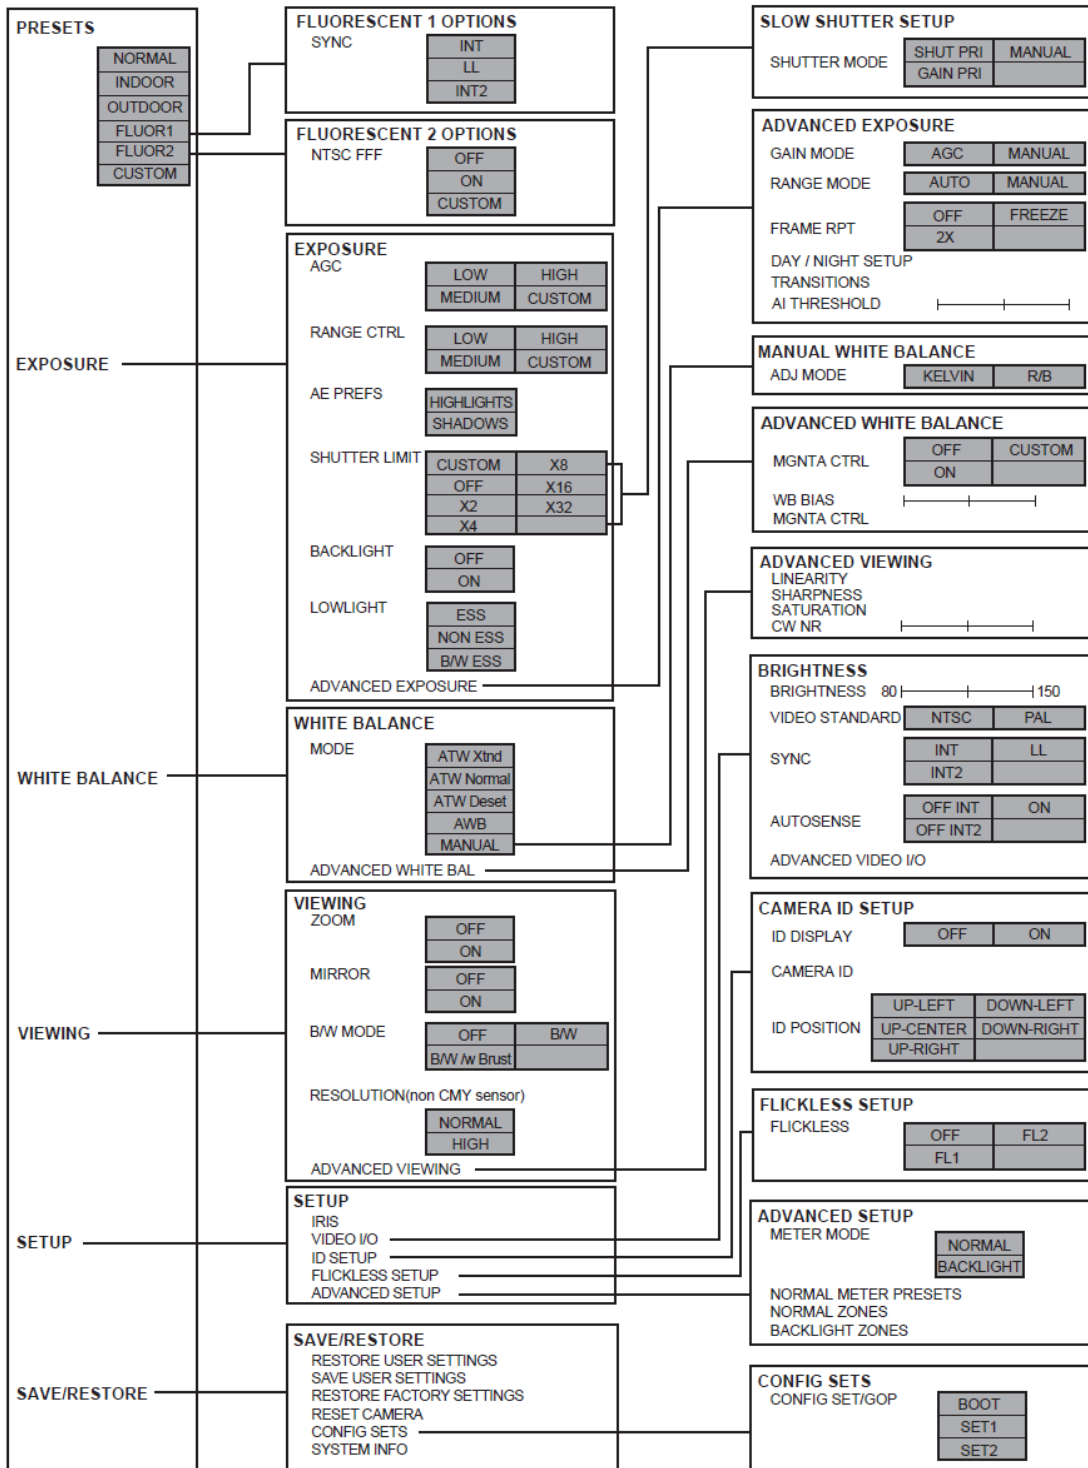 PRESETS
NORMAL
INDOOR
OUTDOOR
FLUOR1
FLUOR2
CUSTOM
EXPOSURE
WHITE BALANCE
VIEWING
SETUP
SAVE/RESTORE
FLUORESCENT 1 OPTIONS
SYNC
INT
LL
INT2
FLUORESCENT 2 OPTIONS
NTSC FFF
OFF
ON
CUSTOM
EXPOSURE
AGC
LOW HIGH
MEDIUM CUSTOM
RANGE CTRL
LOW HIGH
MEDIUM CUSTOM
AE PREFS
HIGHLIGHTS
SHADOWS
SHUTTER LIMIT
CUSTOM X8
OFF X16
X2 X32
X4
BACKLIGHT
OFF
ON
LOWLIGHT
ESS
NON ESS
B/W ESS
ADVANCED EXPOSURE
WHITE BALANCE
MODE
ATW Xtnd
ATW Normal
ATW Deset
AWB
MANUAL
ADVANCED WHITE BAL
VIEWING
ZOOM
OFF
ON
MIRROR
OFF
ON
B/W MODE
OFF B/W
B/W /w Brust
RESOLUTION(non CMY sensor)
NORMAL
HIGH
ADVANCED VIEWING
SETUP
IRIS
VIDEO I/O
ID SETUP
FLICKLESS SETUP
ADVANCED SETUP
SAVE/RESTORE
RESTORE USER SETTINGS
SAVE USER SETTINGS
RESTORE FACTORY SETTINGS
RESET CAMERA
CONFIG SETS
SYSTEM INFO
SLOW SHUTTER SETUP
SHUTTER MODE
SHUT PRI MANUAL
GAIN PRI
ADVANCED EXPOSURE
GAIN MODE AGC MANUAL
RANGE MODE AUTO MANUAL
FRAME RPT
OFF FREEZE
2X
DAY / NIGHT SETUP
TRANSITIONS
AI THRESHOLD
MANUAL WHITE BALANCE
ADJ MODE KELVIN R/B
ADVANCED WHITE BALANCE
MGNTA CTRL
OFF CUSTOM
ON
WB BIAS
MGNTA CTRL
ADVANCED VIEWING
LINEARITY
SHARPNESS
SATURATION
CW NR
BRIGHTNESS
BRIGHTNESS 80 150
VIDEO STANDARD NTSC PAL
SYNC
INT LL
INT2
AUTOSENSE
OFF INT ON
OFF INT2
ADVANCED VIDEO I/O
CAMERA ID SETUP
ID DISPLAY OFF ON
CAMERA ID
ID POSITION
UP-LEFT DOWN-LEFT
UP-CENTER DOWN-RIGHT
UP-RIGHT
FLICKLESS SETUP
FLICKLESS
OFF FL2
FL1
ADVANCED SETUP
METER MODE
NORMAL
BACKLIGHT
NORMAL METER PRESETS
NORMAL ZONES
BACKLIGHT ZONES
CONFIG SETS
CONFIG SET/GOP
BOOT
SET1
SET2